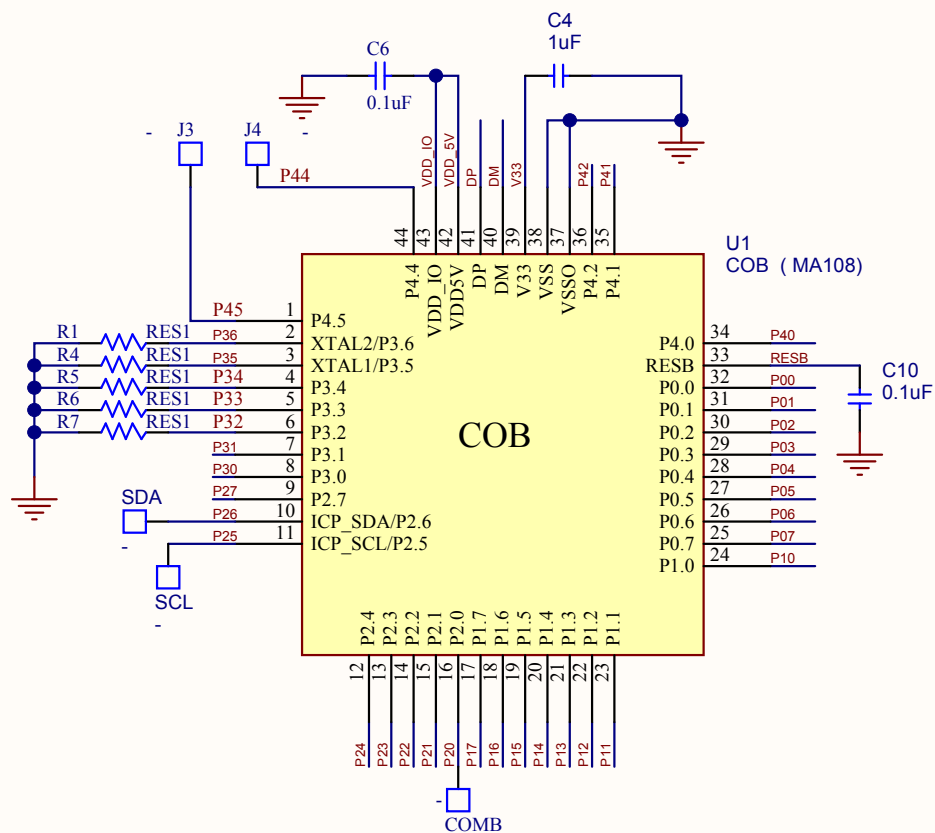 C4
1uF
C6
0.1uF
J3
-
J4
-
P44
VDD_IO
VDD_5V
DP
DM
V33
P42
P41
44
43
42
41
40
39
38
37
36
35
P4.4
VDD_IO
VDD5V
DP
DM
V33
VSS
VSSO
P4.2
P4.1
U1
COB ( MA108)
P45 1 P4.5
R1 RES1 P36 2 XTAL2/P3.6
R4 RES1 P35 3 XTAL1/P3.5
R5 RES1 P34 4 P3.4
R6 RES1 P33 5 P3.3
R7 RES1 P32 6 P3.2
P31 7 P3.1
P30 8 P3.0
P27 9 P2.7
SDA
-
P26 10 ICP_SDA/P2.6
P25 11 ICP_SCL/P2.5
SCL
-
COB
P4.0 34 P40
RESB 33 RESB
P0.0 32 P00
P0.1 31 P01
P0.2 30 P02
P0.3 29 P03
P0.4 28 P04
P0.5 27 P05
P0.6 26 P06
P0.7 25 P07
P1.0 24 P10
C10
0.1uF
P2.4
P2.3
P2.2
P2.1
P2.0
P1.7
P1.6
P1.5
P1.4
P1.3
P1.2
P1.1
12
13
14
15
16
17
18
19
20
21
22
23
P24
P23
P22
P21
P20
P17
P16
P15
P14
P13
P12
P11
-
COMB